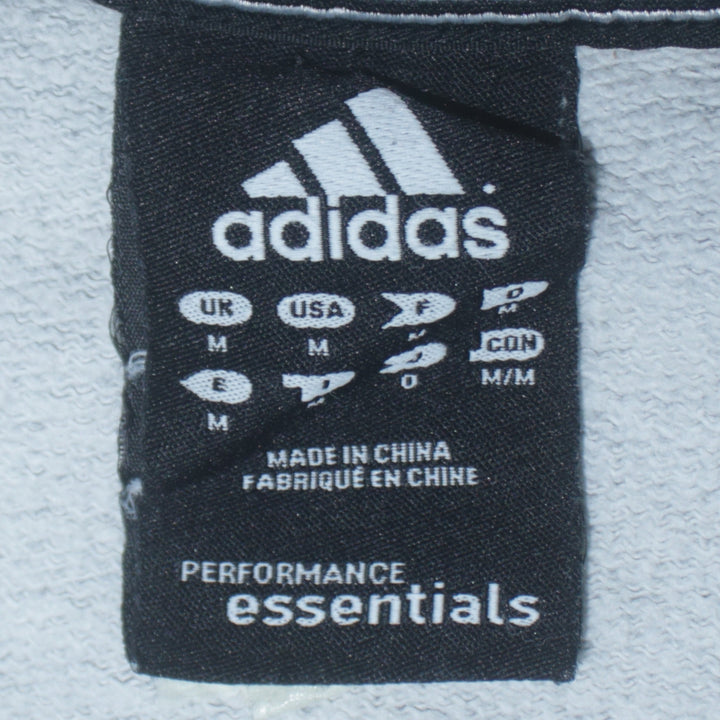 adidas
UK USA F D
M M M M
E I J CON
M O M/M
MADE IN CHINA
FABRIQUÉ EN CHINE
PERFORMANCE
essentials